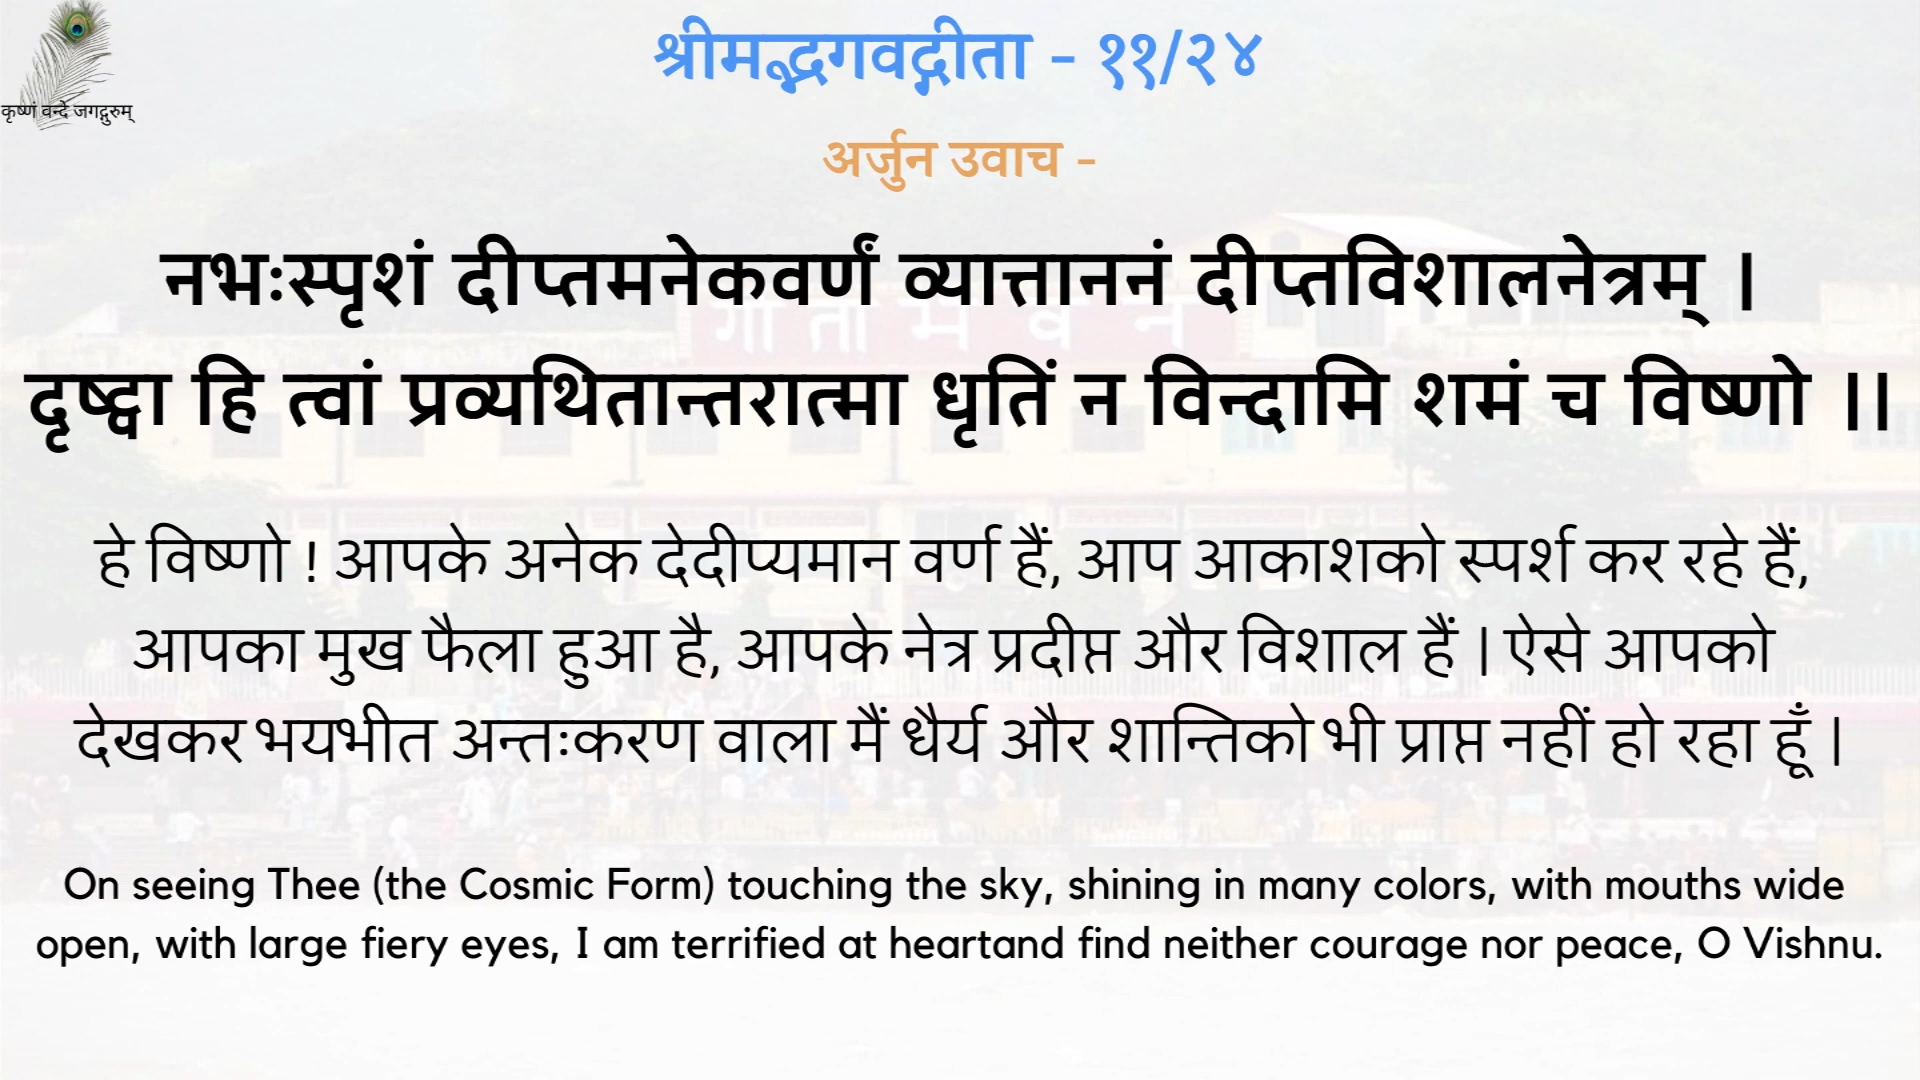 कृष्णं वन्दे जगद्गुरुम्
श्रीमद्भगवद्गीता - ११/२४
अर्जुन उवाच -
नभःस्पृशं दीप्तमनेकवर्णं व्यात्ताननं दीप्तविशालनेत्रम् ।
गीता भवन
दृष्ट्वा हि त्वां प्रव्यथितान्तरात्मा धृतिं न विन्दामि शमं च विष्णो ।।
हे विष्णो ! आपके अनेक देदीप्यमान वर्ण हैं, आप आकाशको स्पर्श कर रहे हैं,
आपका मुख फैला हुआ है, आपके नेत्र प्रदीप्त और विशाल हैं | ऐसे आपको
देखकर भयभीत अन्तःकरण वाला मैं धैर्य और शान्तिको भी प्राप्त नहीं हो रहा हूँ |
On seeing Thee (the Cosmic Form) touching the sky, shining in many colors, with mouths wide
open, with large fiery eyes, I am terrified at heartand find neither courage nor peace, O Vishnu.